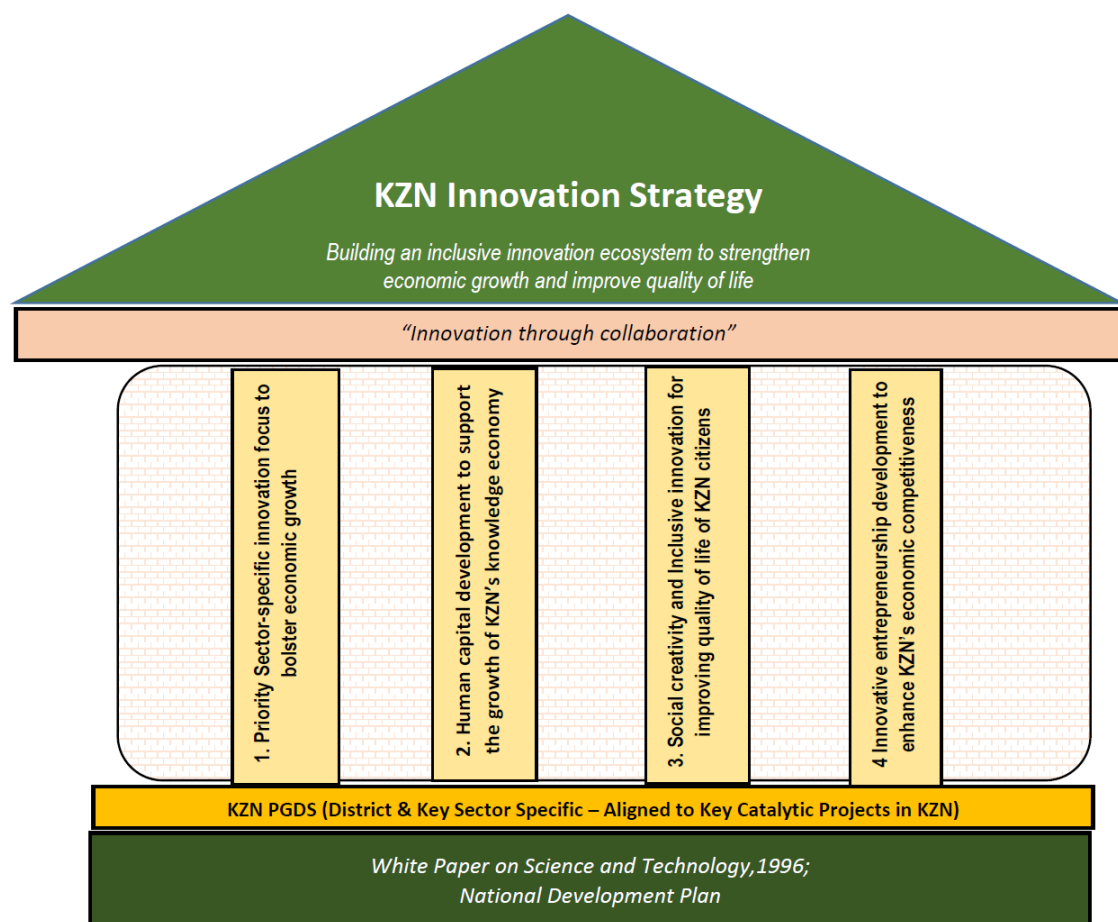 KZN Innovation Strategy
Building an inclusive innovation ecosystem to strengthen
economic growth and improve quality of life
“Innovation through collaboration”
1. Priority Sector-specific innovation focus to
bolster economic growth
2. Human capital development to support
the growth of KZN’s knowledge economy
3. Social creativity and Inclusive innovation for
improving quality of life of KZN citizens
4 Innovative entrepreneurship development to
enhance KZN’s economic competitiveness
KZN PGDS (District & Key Sector Specific – Aligned to Key Catalytic Projects in KZN)
White Paper on Science and Technology,1996;
National Development Plan